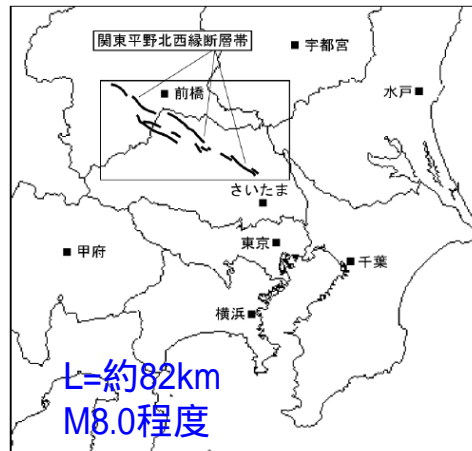 関東平野北西縁断層帯
宇都宮
前橋
水戸
さいたま
東京
甲府
千葉
横浜
L=約82km
M8.0程度